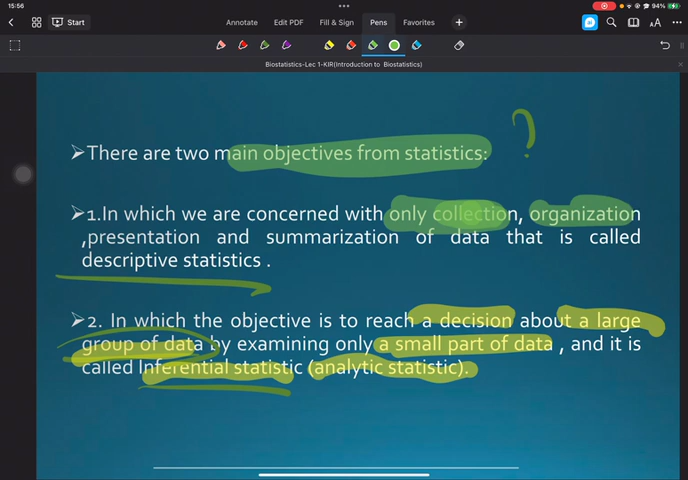 15:56
94%
Start
Annotate Edit PDF Fill & Sign Pens Favorites
AA
Biostatistics-Lec 1-KIR(Introduction to Biostatistics)
➢There are two main objectives from statistics: ?
➢1.In which we are concerned with only collection, organization
,presentation and summarization of data that is called
descriptive statistics .
➢2. In which the objective is to reach a decision about a large
group of data by examining only a small part of data , and it is
called Inferential statistic (analytic statistic).